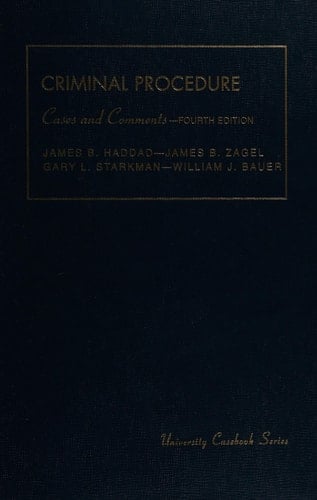 CRIMINAL PROCEDURE
Cases and Comments—FOURTH EDITION
JAMES B. HADDAD—JAMES B. ZAGEL
GARY L. STARKMAN—WILLIAM J. BAUER
University Casebook Series